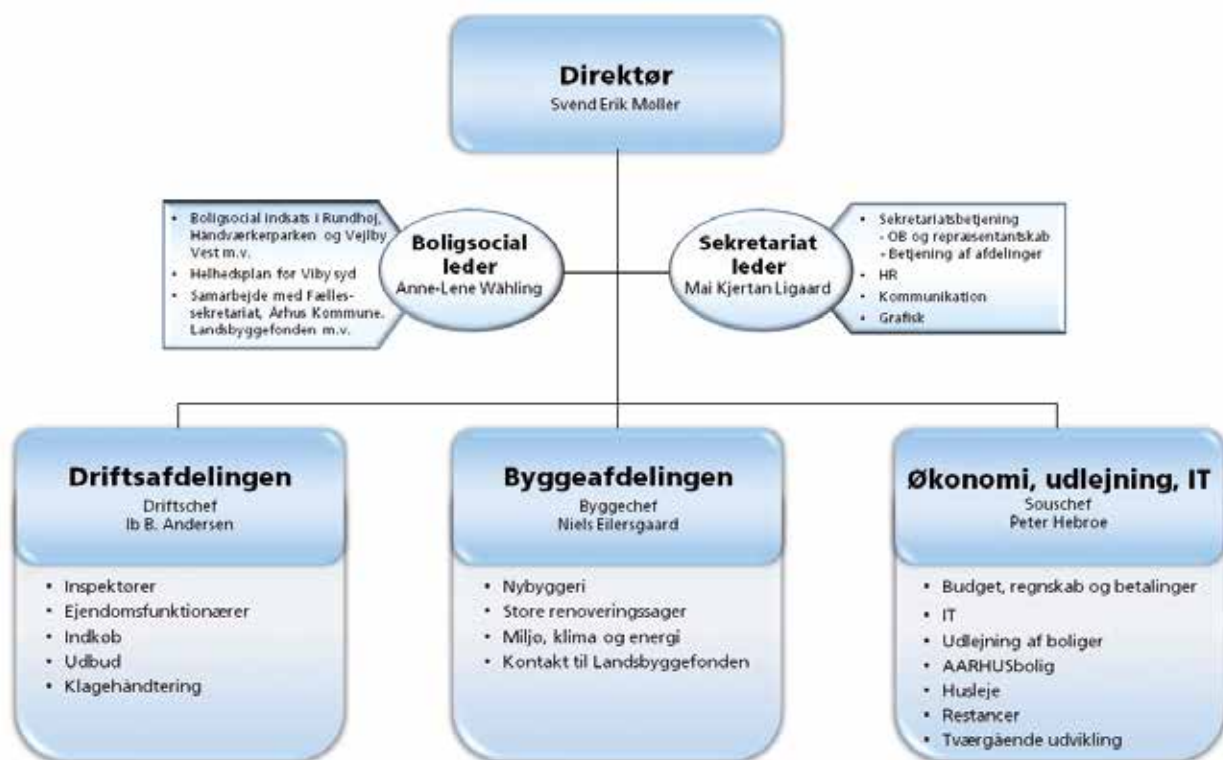 Direktør
Svend Erik Møller
• Boligsocial indsats i Rundhøj,
Håndværkerparken og Vejlby
Vest m.v.
• Helhedsplan for Viby syd
• Samarbejde med Fælles-
sekretariat, Århus Kommune,
Landsbyggefonden m.v.
Boligsocial
leder
Anne-Lene Wähling
Sekretariat
leder
Mai Kjertan Ligaard
• Sekretariatsbetjening
- OB og repræsentantskab
- Betjening af afdelinger
• HR
• Kommunikation
• Grafisk
Driftsafdelingen
Driftschef
Ib B. Andersen
• Inspektører
• Ejendomsfunktionærer
• Indkøb
• Udbud
• Klagehåndtering
Byggeafdelingen
Byggechef
Niels Eilersgaard
• Nybyggeri
• Store renoveringssager
• Miljø, klima og energi
• Kontakt til Landsbyggefonden
Økonomi, udlejning, IT
Souschef
Peter Hebroe
• Budget, regnskab og betalinger
• IT
• Udlejning af boliger
• AARHUSbolig
• Husleje
• Restancer
• Tværgående udvikling